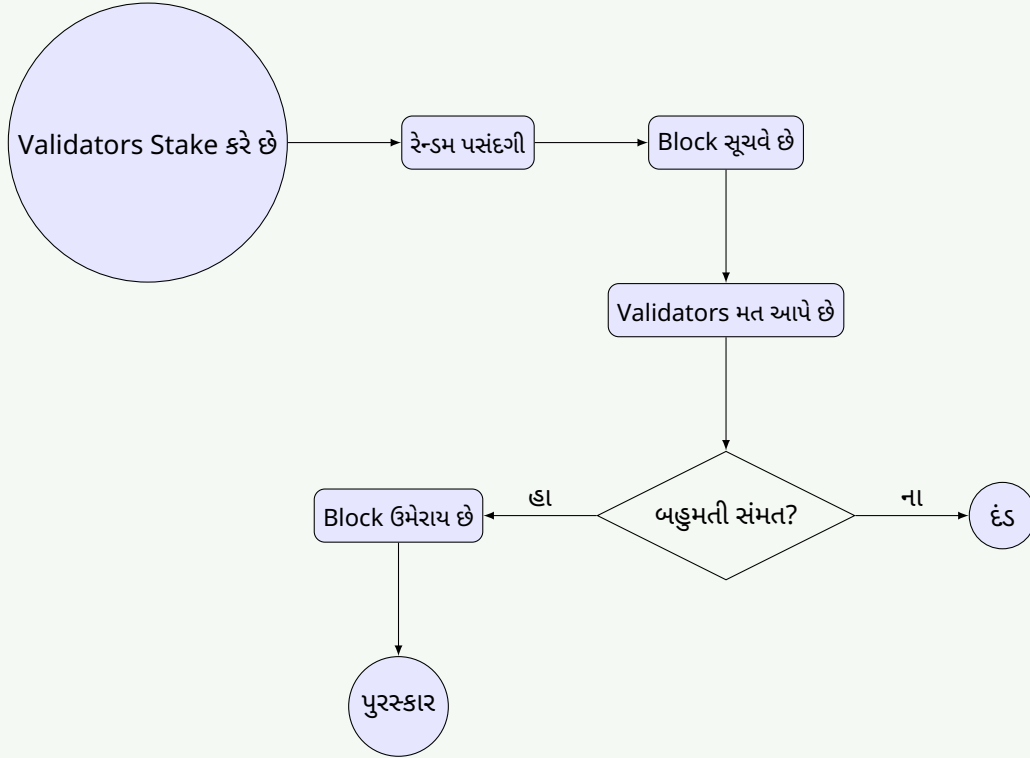 Validators Stake કરે છે
રેન્ડમ પસંદગી
Block સૂચવે છે
Validators મત આપે છે
બહુમતી સંમત?
હા
ના
Block ઉમેરાય છે
દંડ
પુરસ્કાર